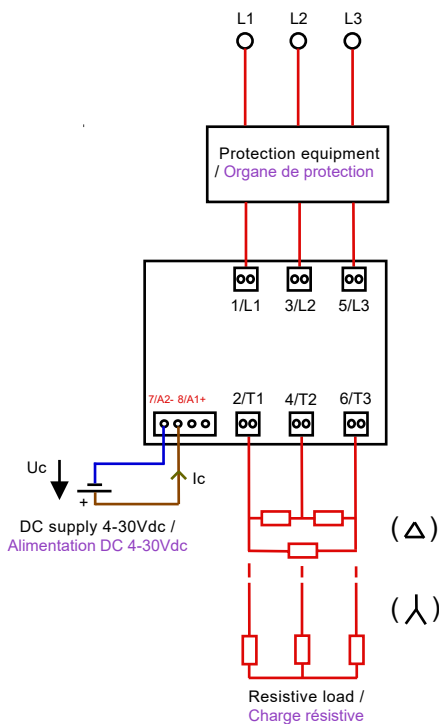 L1 L2 L3
Protection equipment
/ Organe de protection
1/L1 3/L2 5/L3
7/A2- 8/A1+ 2/T1 4/T2 6/T3
Uc
Ic
+
DC supply 4-30Vdc /
Alimentation DC 4-30Vdc
(Δ)
(⅄)
Resistive load /
Charge résistive